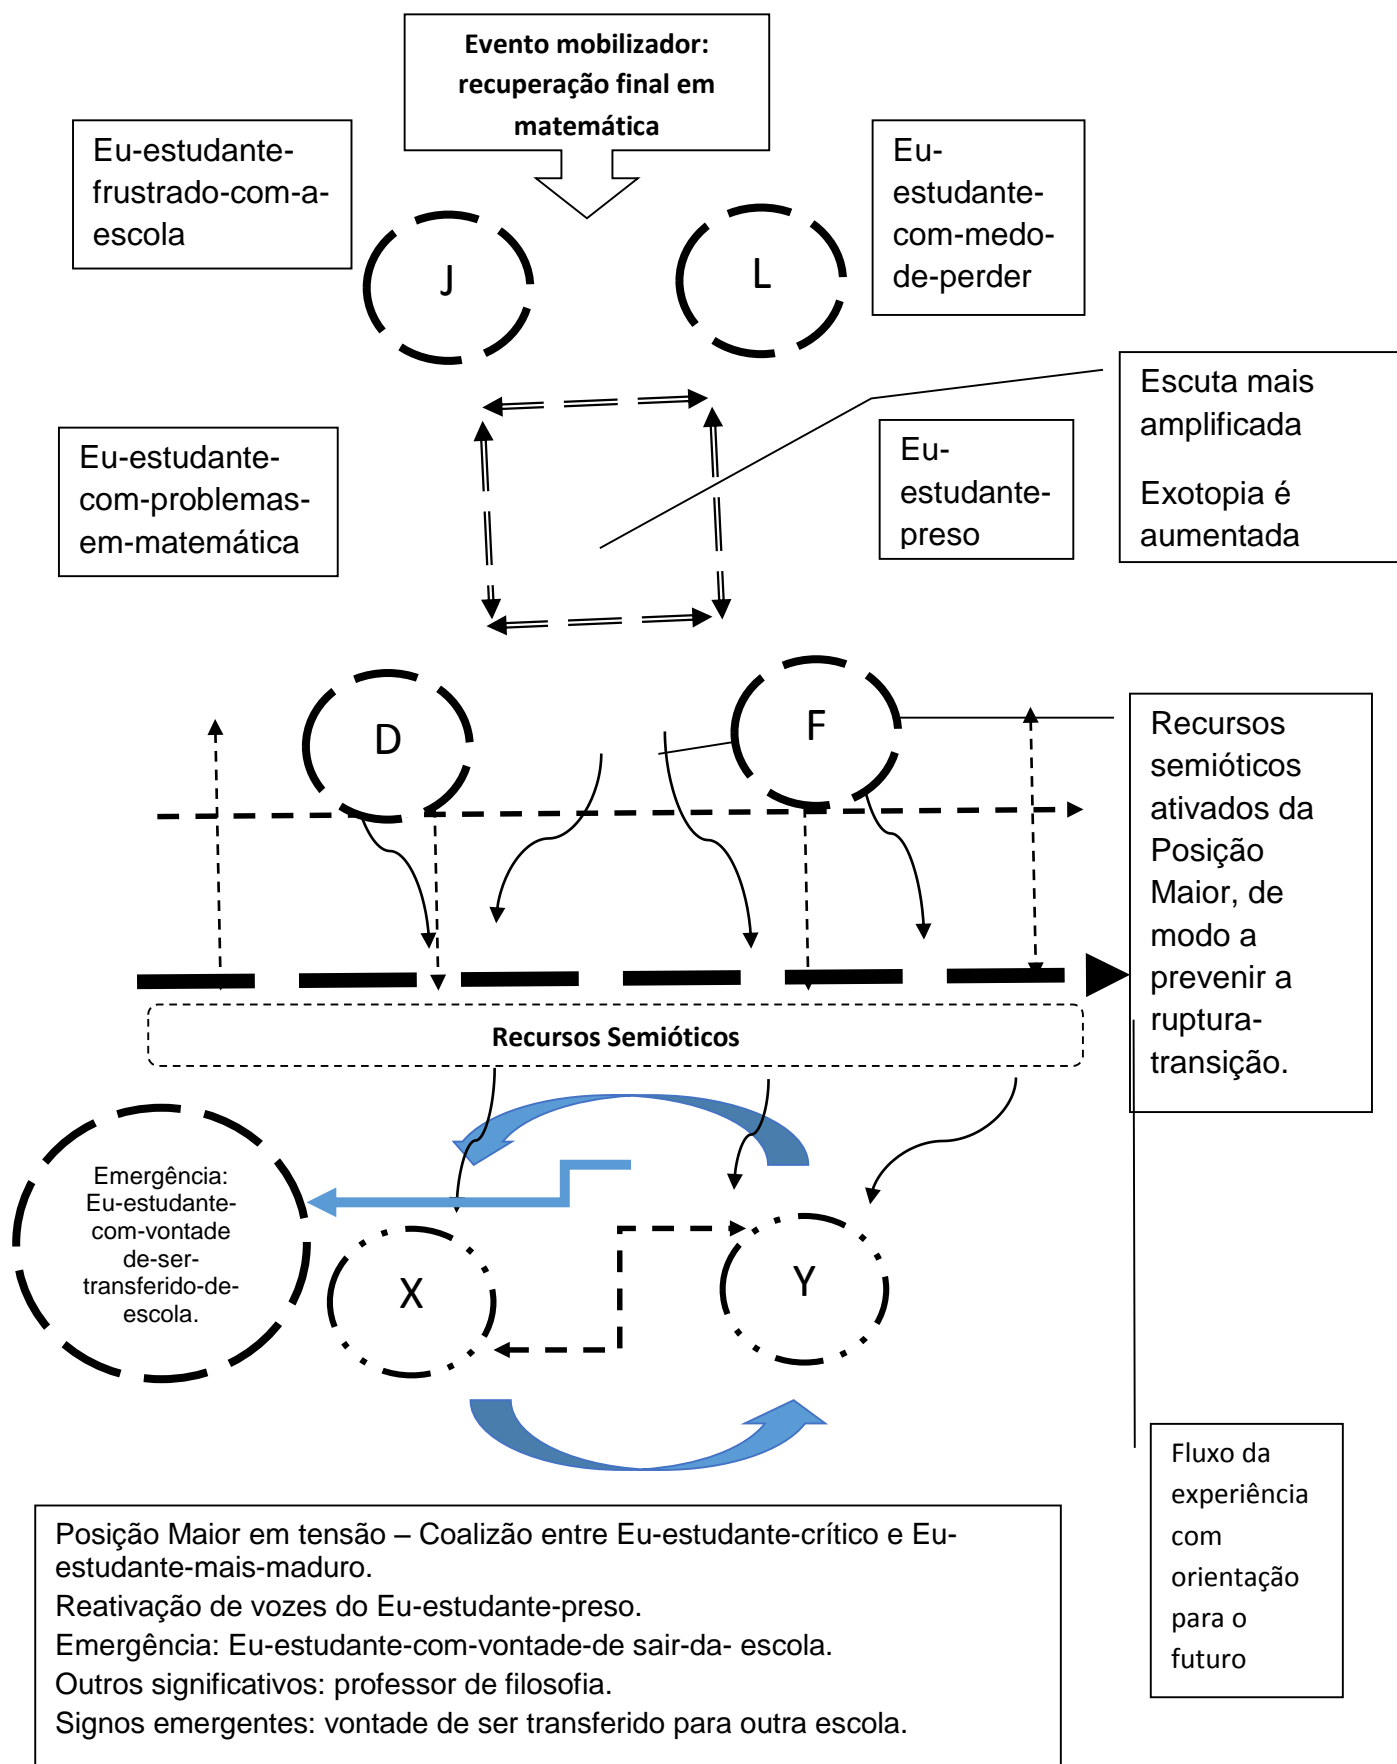 Evento mobilizador:
recuperação final em
matemática
Eu-estudante-
frustrado-com-a-
escola
Eu-
estudante-
com-medo-
de-perder
J
L
Escuta mais
amplificada
Exotopia é
aumentada
Eu-estudante-
com-problemas-
em-matemática
Eu-
estudante-
preso
D
F
Recursos
semióticos
ativados da
Posição
Maior, de
modo a
prevenir a
ruptura-
transição.
Recursos Semióticos
Emergência:
Eu-estudante-
com-vontade
de-ser-
transferido-de-
escola.
X
Y
Fluxo da
experiência
com
orientação
para o
futuro
Posição Maior em tensão – Coalizão entre Eu-estudante-crítico e Eu-
estudante-mais-maduro.
Reativação de vozes do Eu-estudante-preso.
Emergência: Eu-estudante-com-vontade-de sair-da- escola.
Outros significativos: professor de filosofia.
Signos emergentes: vontade de ser transferido para outra escola.